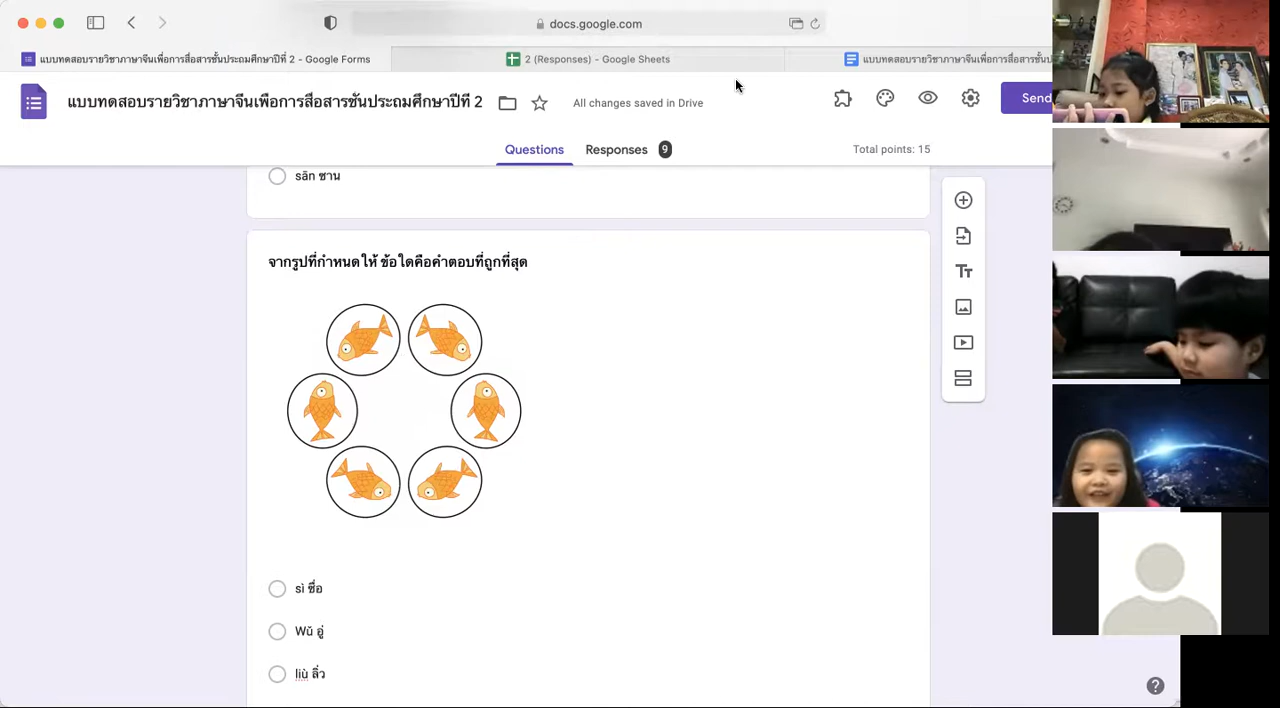 docs.google.com
แบบทดสอบรายวิชาภาษาจีนเพื่อการสื่อสารชั้นประถมศึกษาปีที่ 2 - Google Forms
2 (Responses) - Google Sheets
แบบทดสอบรายวิชาภาษาจีนเพื่อการสื่อสารชั้นป
แบบทดสอบรายวิชาภาษาจีนเพื่อการสื่อสารชั้นประถมศึกษาปีที่ 2
All changes saved in Drive
Send
Questions
Responses 9
Total points: 15
sān ซาน
จากรูปที่กำหนดให้ ข้อใดคือคำตอบที่ถูกที่สุด
sì ซื่อ
Wǔ อู่
liù ลิ่ว